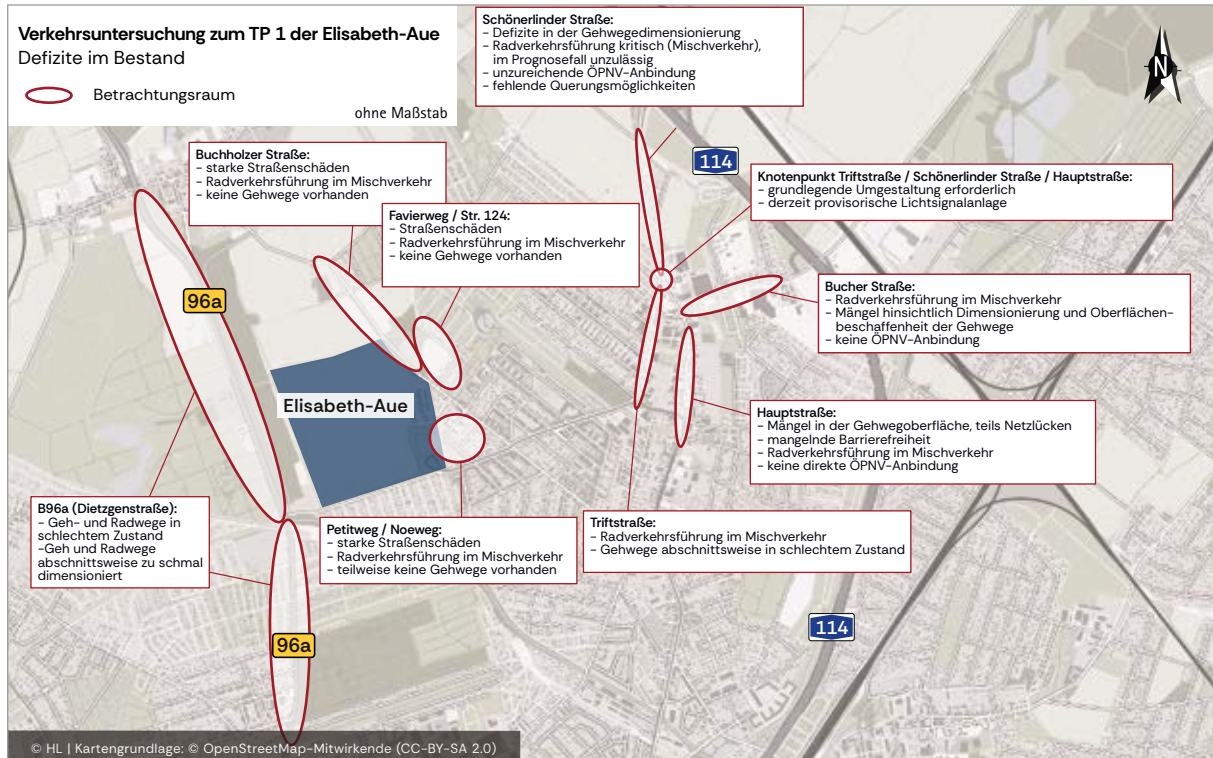 Verkehrsuntersuchung zum TP 1 der Elisabeth-Aue
Defizite im Bestand
Betrachtungsraum
ohne Maßstab
Schönerlinder Straße:
- Defizite in der Gehwegedimensionierung
- Radverkehrsführung kritisch (Mischverkehr),
im Prognosefall unzulässig
- unzureichende ÖPNV-Anbindung
- fehlende Querungsmöglichkeiten
N
Buchholzer Straße:
- starke Straßenschäden
- Radverkehrsführung im Mischverkehr
- keine Gehwege vorhanden
114
Knotenpunkt Triftstraße / Schönerlinder Straße / Hauptstraße:
- grundlegende Umgestaltung erforderlich
- derzeit provisorische Lichtsignalanlage
Favierweg / Str. 124:
- Straßenschäden
- Radverkehrsführung im Mischverkehr
- keine Gehwege vorhanden
96a
Bucher Straße:
- Radverkehrsführung im Mischverkehr
- Mängel hinsichtlich Dimensionierung und Oberflächen-
beschaffenheit der Gehwege
- keine ÖPNV-Anbindung
Elisabeth-Aue
Hauptstraße:
- Mängel in der Gehwegoberfläche, teils Netzlücken
- mangelnde Barrierefreiheit
- Radverkehrsführung im Mischverkehr
- keine direkte ÖPNV-Anbindung
B96a (Dietzgenstraße):
- Geh- und Radwege in
schlechtem Zustand
-Geh und Radwege
abschnittsweise zu schmal
dimensioniert
Petitweg / Noeweg:
- starke Straßenschäden
- Radverkehrsführung im Mischverkehr
- teilweise keine Gehwege vorhanden
Triftstraße:
- Radverkehrsführung im Mischverkehr
- Gehwege abschnittsweise in schlechtem Zustand
114
96a
© HL | Kartengrundlage: © OpenStreetMap-Mitwirkende (CC-BY-SA 2.0)